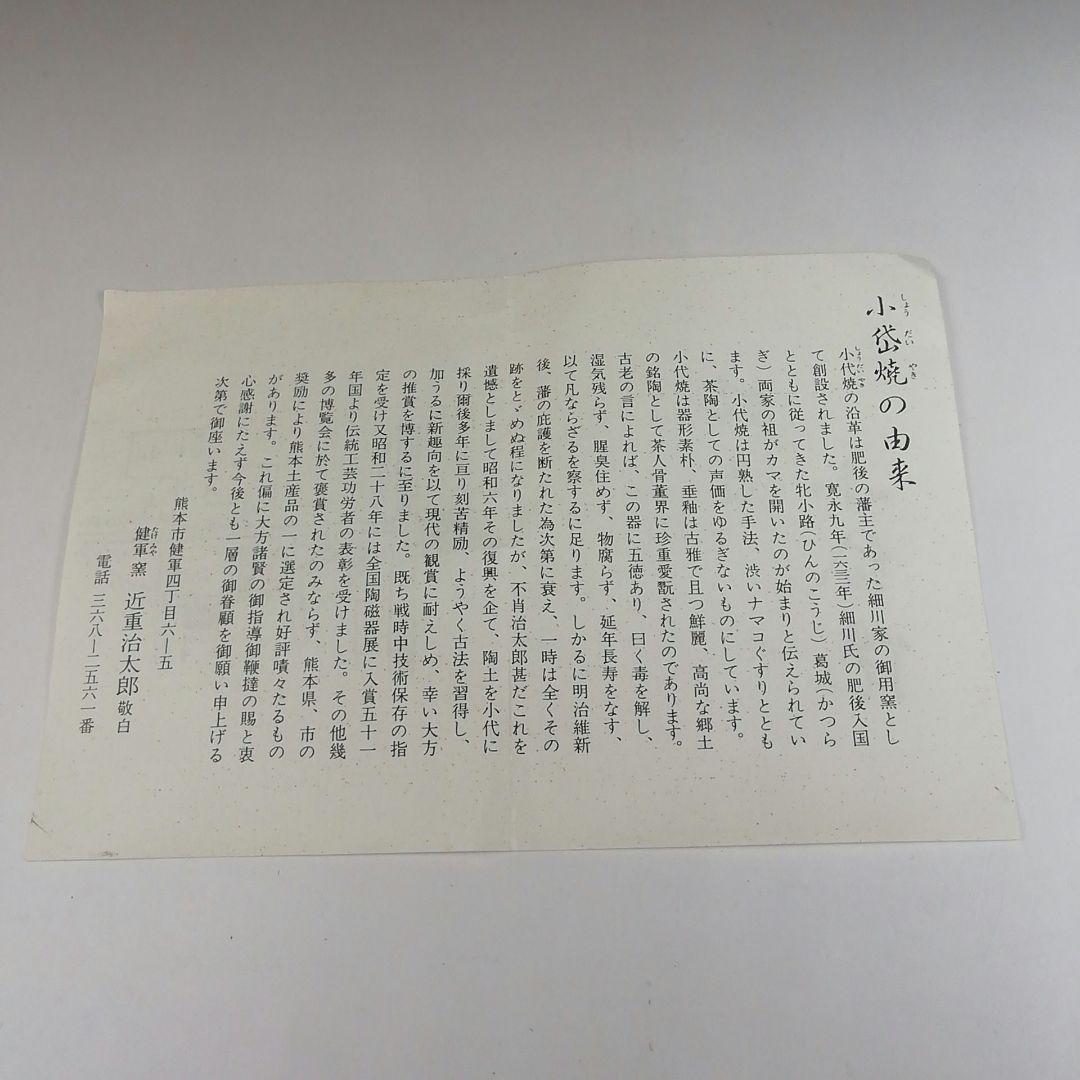 小岱焼の由来
しょうだいやき
小代焼の沿革は肥後の藩主であった細川家の御用窯とし
しょうだいやき
て創設されました。寛永九年(一六三二年)細川氏の肥後入国
とともに従ってきた牝小路(ひんのこうじ)葛城(かつら
ぎ)両家の祖がカマを開いたのが始まりと伝えられてい
ます。小代焼は円熟した手法、渋いナマコぐすりととも
に、茶陶としての声価をゆるぎないものにしています。
小代焼は器形素朴、垂釉は古雅で且つ鮮麗、高尚な郷土
の銘陶として茶人骨董界に珍重愛翫されたのであります。
古老の言によれば、この器に五徳あり、曰く毒を解し、
湿気残らず、腥臭住めず、物腐らず、延年長寿をなす、
以て凡ならざるを察するに足ります。しかるに明治維新
後、藩の庇護を断たれた為次第に衰え、一時は全くその
跡をとゞめぬ程になりましたが、不肖治太郎甚だこれを
遺憾としまして昭和六年その復興を企て、陶土を小代に
採り爾後多年に亘り刻苦精励、ようやく古法を習得し、
加うるに新趣向を以て現代の観賞に耐えしめ、幸い大方
の推賞を博するに至りました。既ち戦時中技術保存の指
定を受け又昭和二十八年には全国陶磁器展に入賞五十一
年国より伝統工芸功労者の表彰を受けました。その他幾
多の博覧会に於て褒賞されたのみならず、熊本県、市の
奨励により熊本土産品の一に選定され好評嘖々たるもの
があります。これ偏に大方諸賢の御指導御鞭撻の賜と衷
心感謝にたえず今後とも一層の御眷顧を御願い申上げる
次第で御座います。
熊本市健軍四丁目六ー五
健軍窯 近重治太郎 敬白
たけみや
電話 三六八ー二五六一番